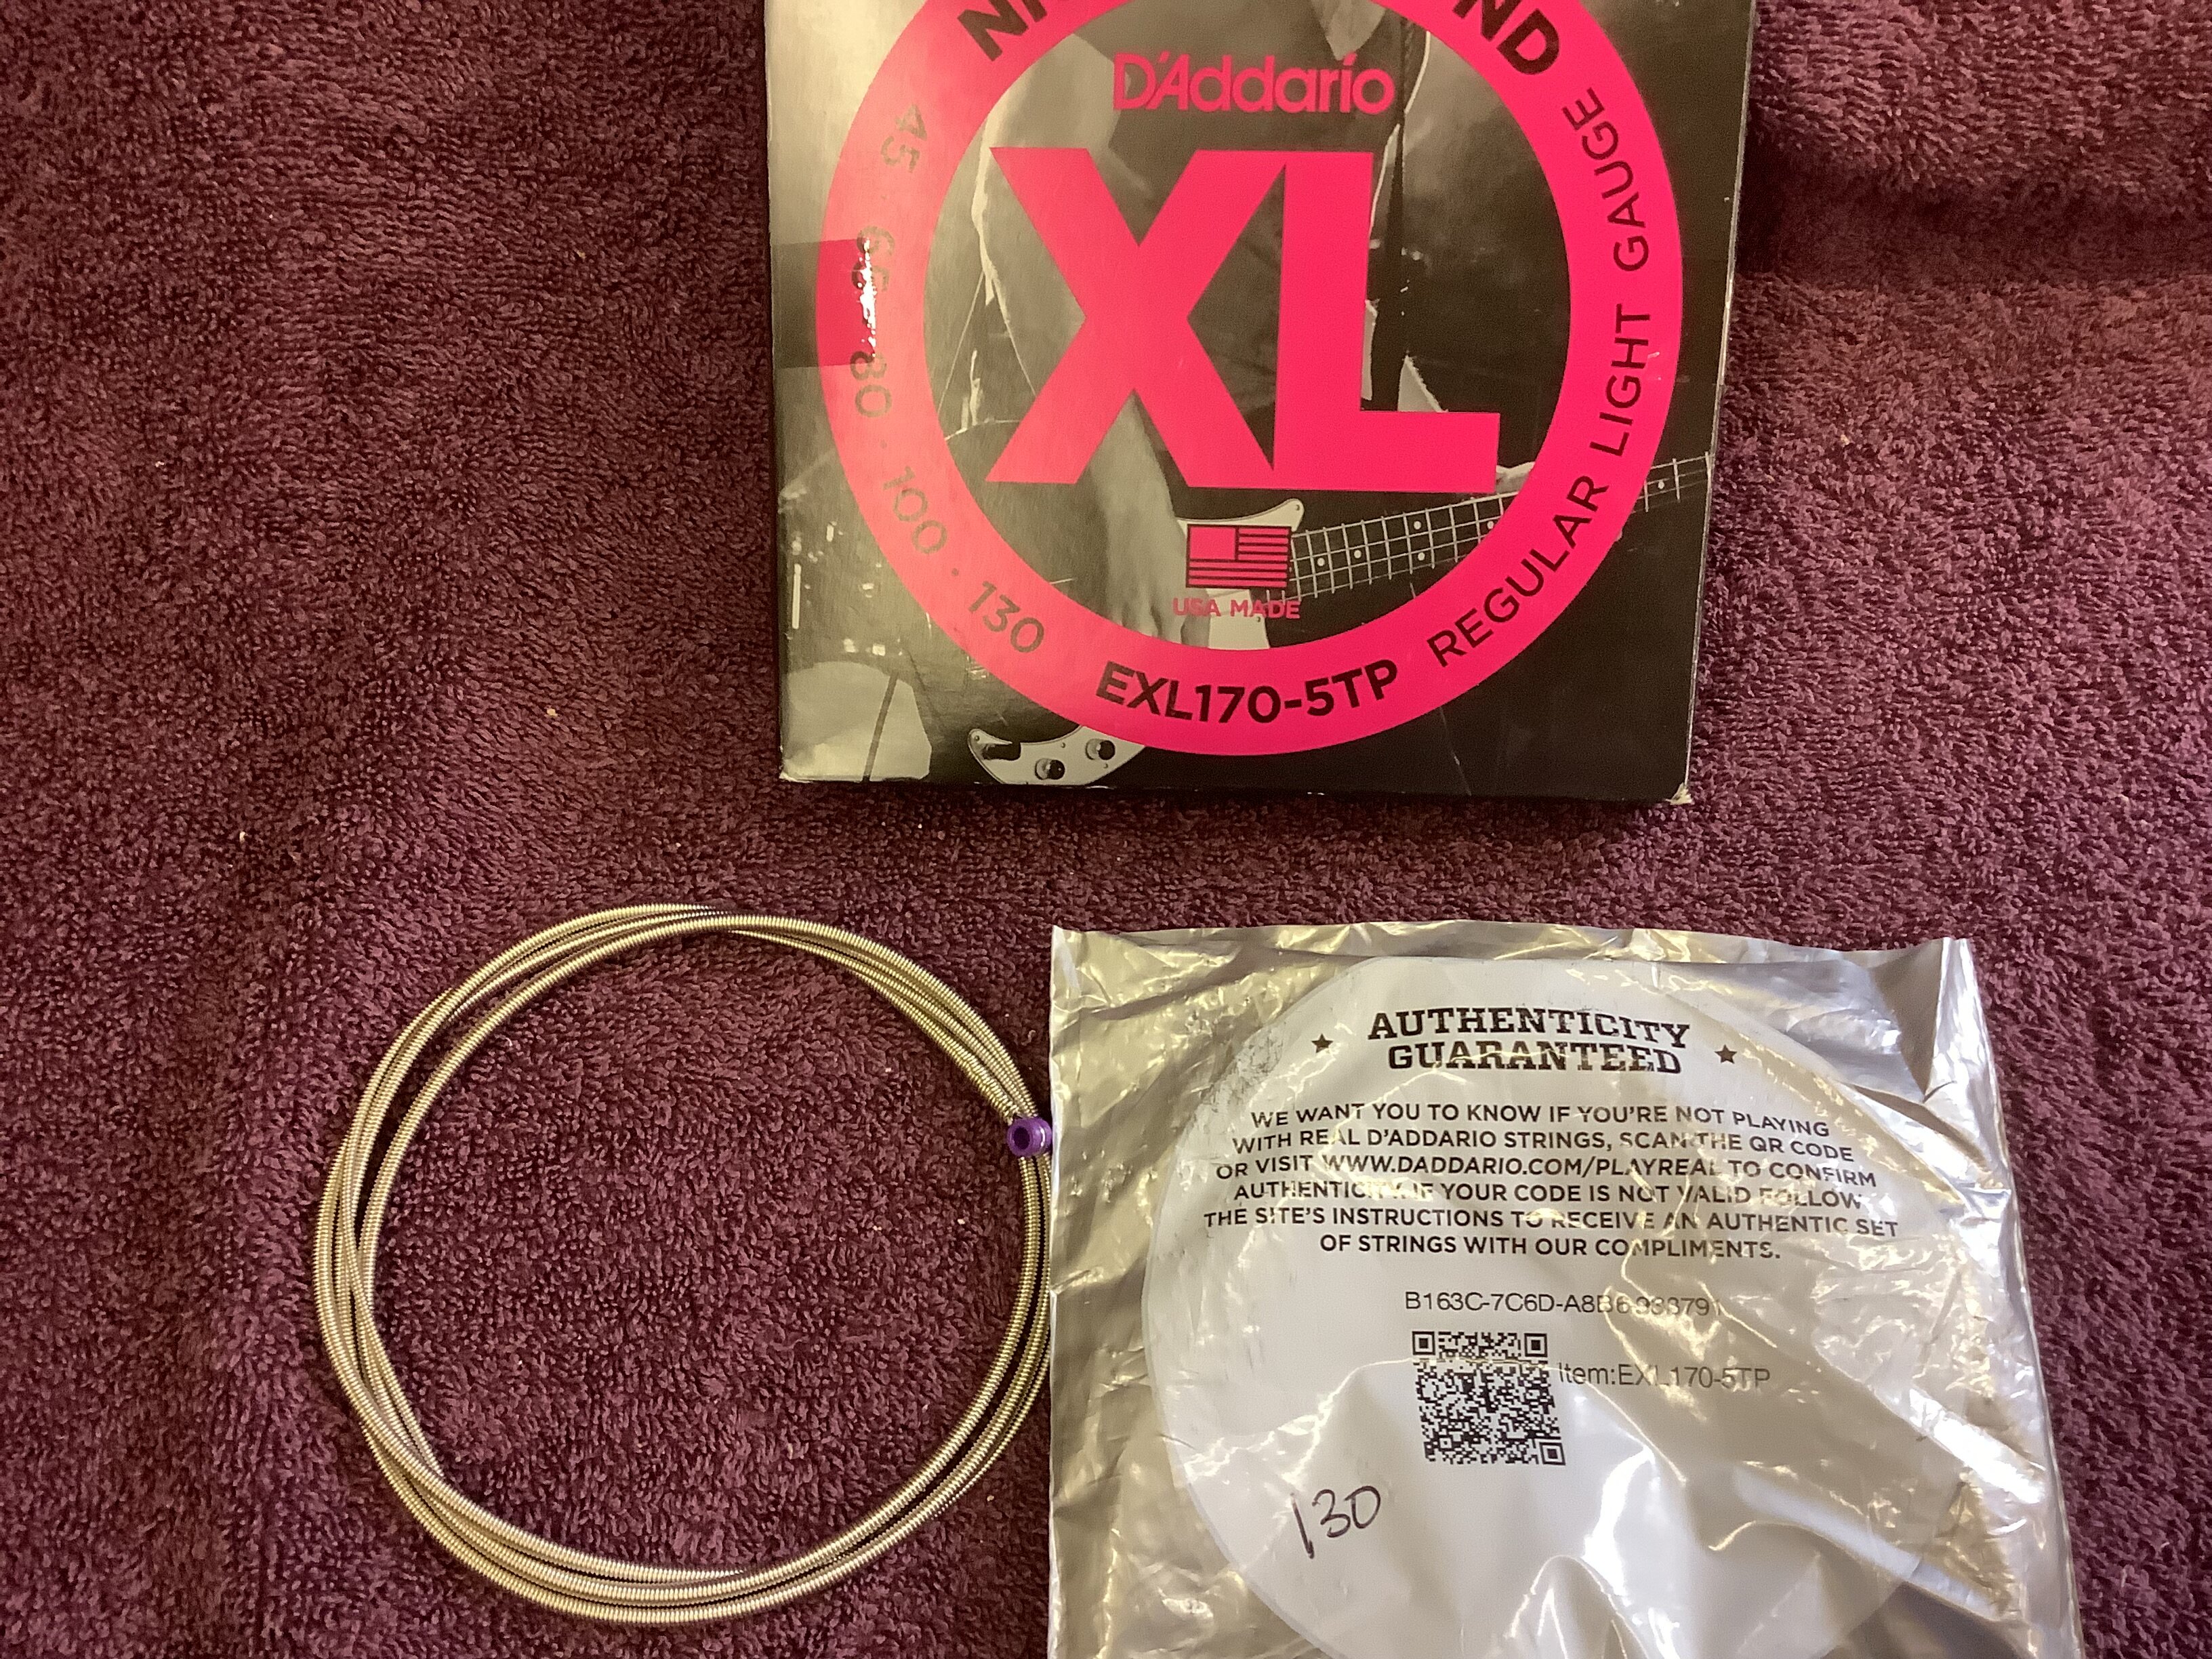 D'Addario
XL
45 · 65 · 80 · 100 · 130
EXL170-5TP
REGULAR LIGHT GAUGE
USA MADE
AUTHENTICITY
GUARANTEED
WE WANT YOU TO KNOW IF YOU'RE NOT PLAYING
WITH REAL D'ADDARIO STRINGS, SCAN THE QR CODE
OR VISIT WWW.DADDARIO.COM/PLAYREAL TO CONFIRM
AUTHENTICITY. IF YOUR CODE IS NOT VALID FOLLOW
THE SITE'S INSTRUCTIONS TO RECEIVE AN AUTHENTIC SET
OF STRINGS WITH OUR COMPLIMENTS.
Item:EXL170-5TP
130